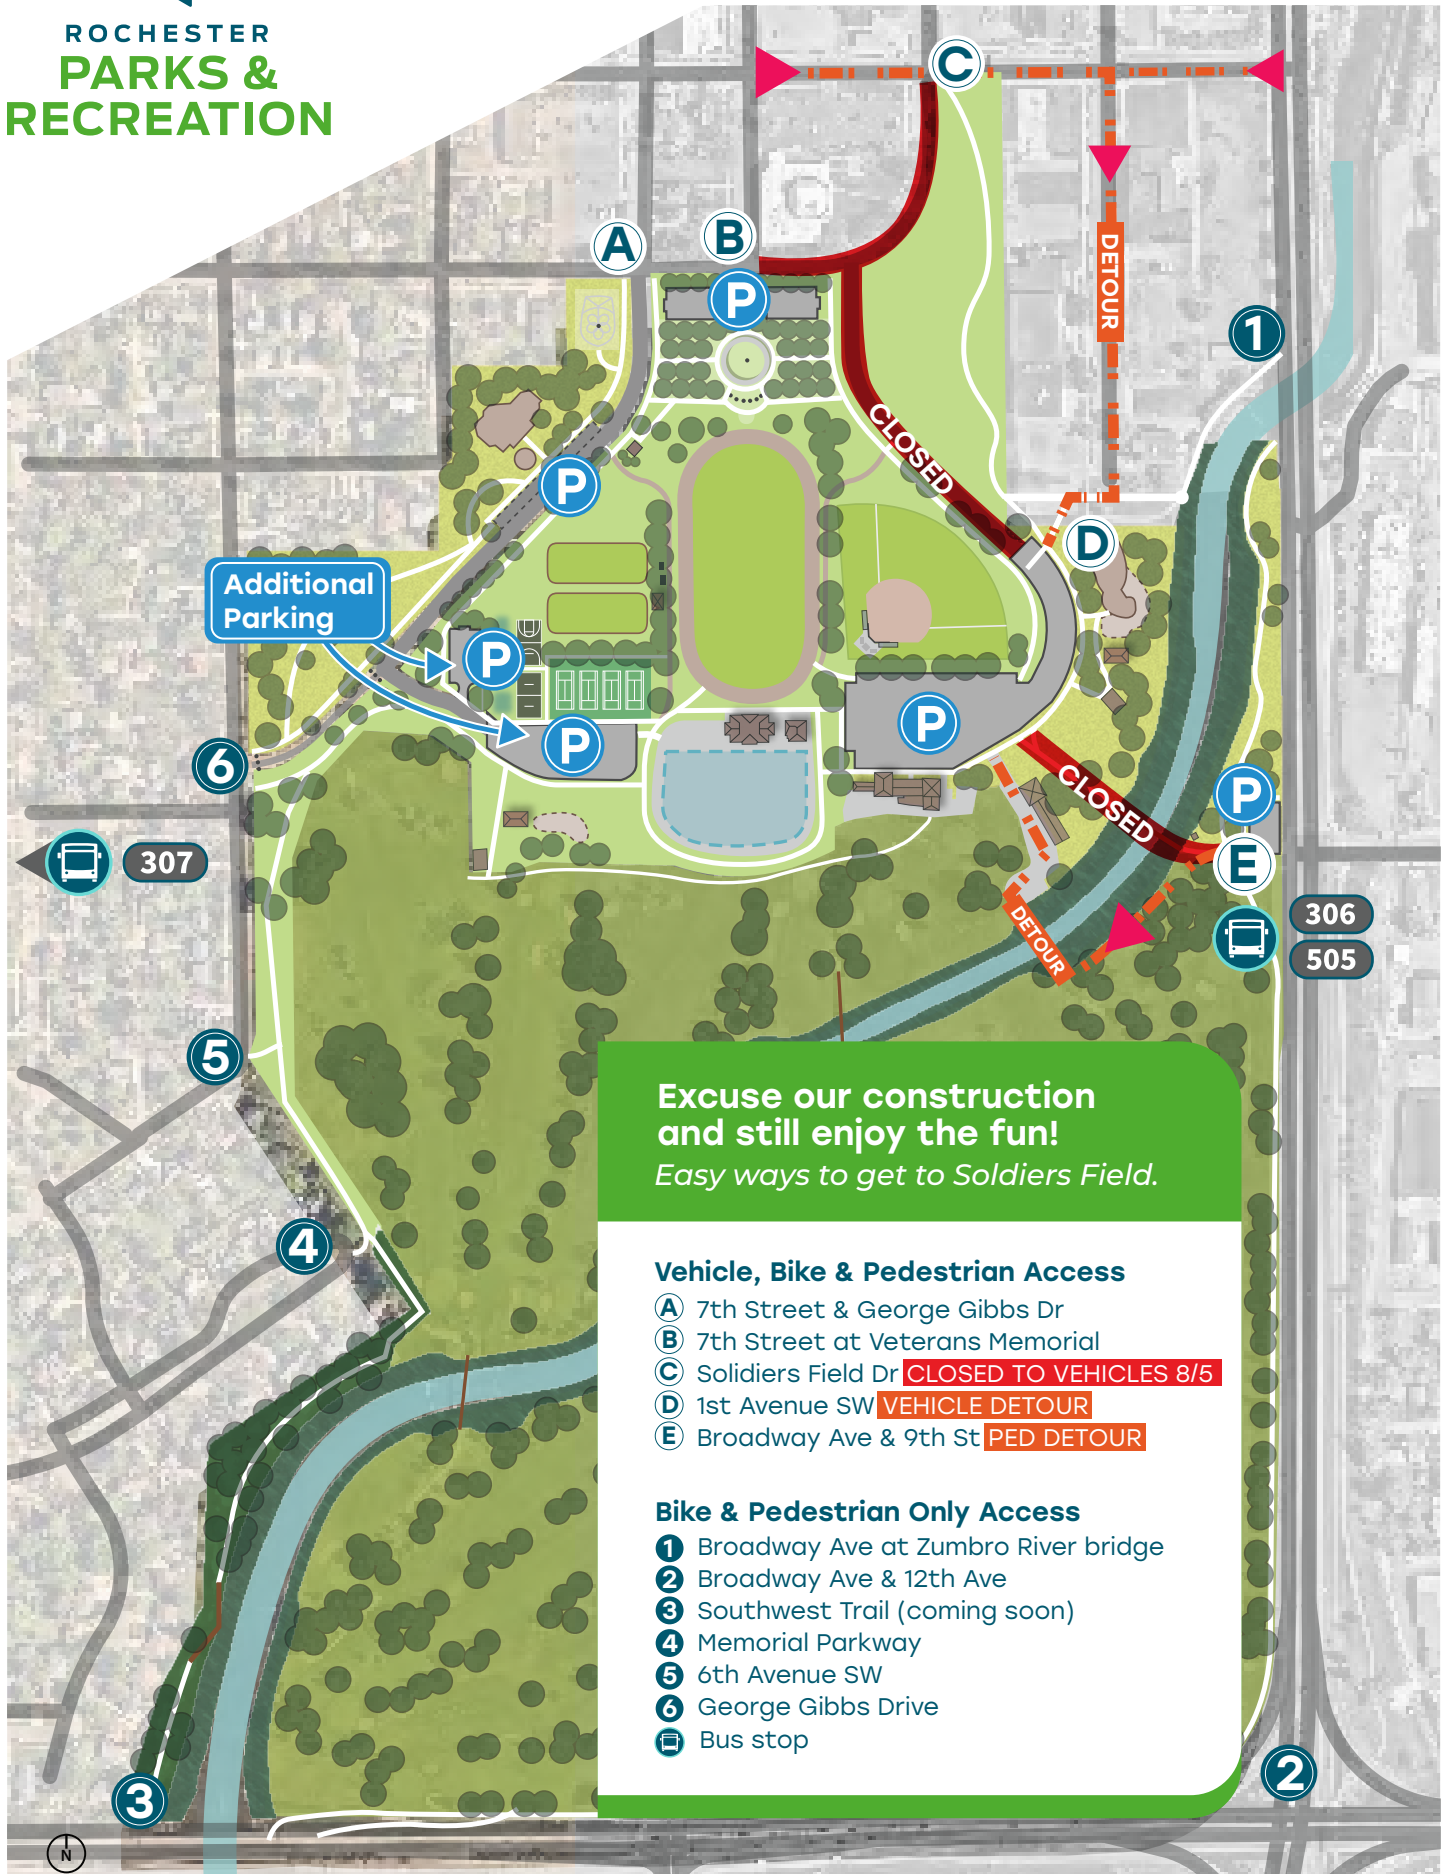 ROCHESTER
PARKS &
RECREATION
C
A
B
P
DETOUR
1
CLOSED
P
D
Additional
Parking
P
P
P
6
CLOSED
P
E
307
306
505
DETOUR
5
4
3
2
N
Excuse our construction
and still enjoy the fun!
Easy ways to get to Soldiers Field.
Vehicle, Bike & Pedestrian Access
A 7th Street & George Gibbs Dr
B 7th Street at Veterans Memorial
C Solidiers Field Dr CLOSED TO VEHICLES 8/5
D 1st Avenue SW VEHICLE DETOUR
E Broadway Ave & 9th St PED DETOUR
Bike & Pedestrian Only Access
1 Broadway Ave at Zumbro River bridge
2 Broadway Ave & 12th Ave
3 Southwest Trail (coming soon)
4 Memorial Parkway
5 6th Avenue SW
6 George Gibbs Drive
Bus stop